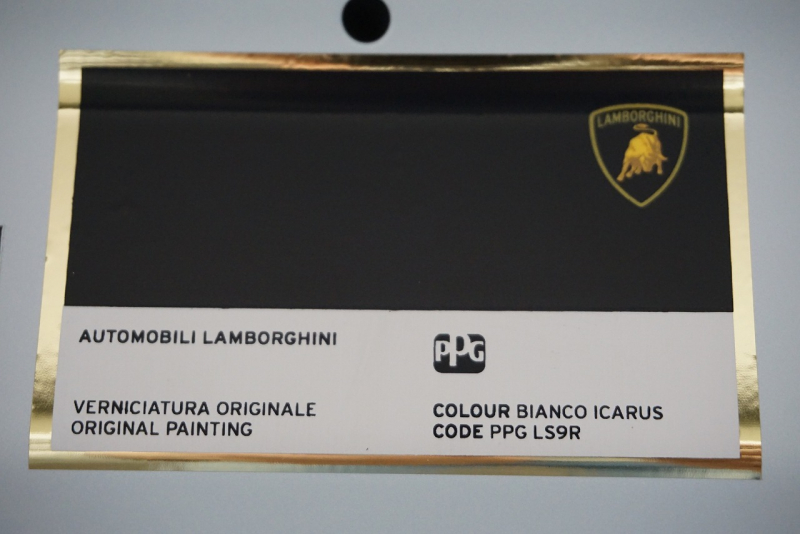 LAMBORGHINI
AUTOMOBILI LAMBORGHINI
PPG
VERNICIATURA ORIGINALE
ORIGINAL PAINTING
COLOUR BIANCO ICARUS
CODE PPG LS9R